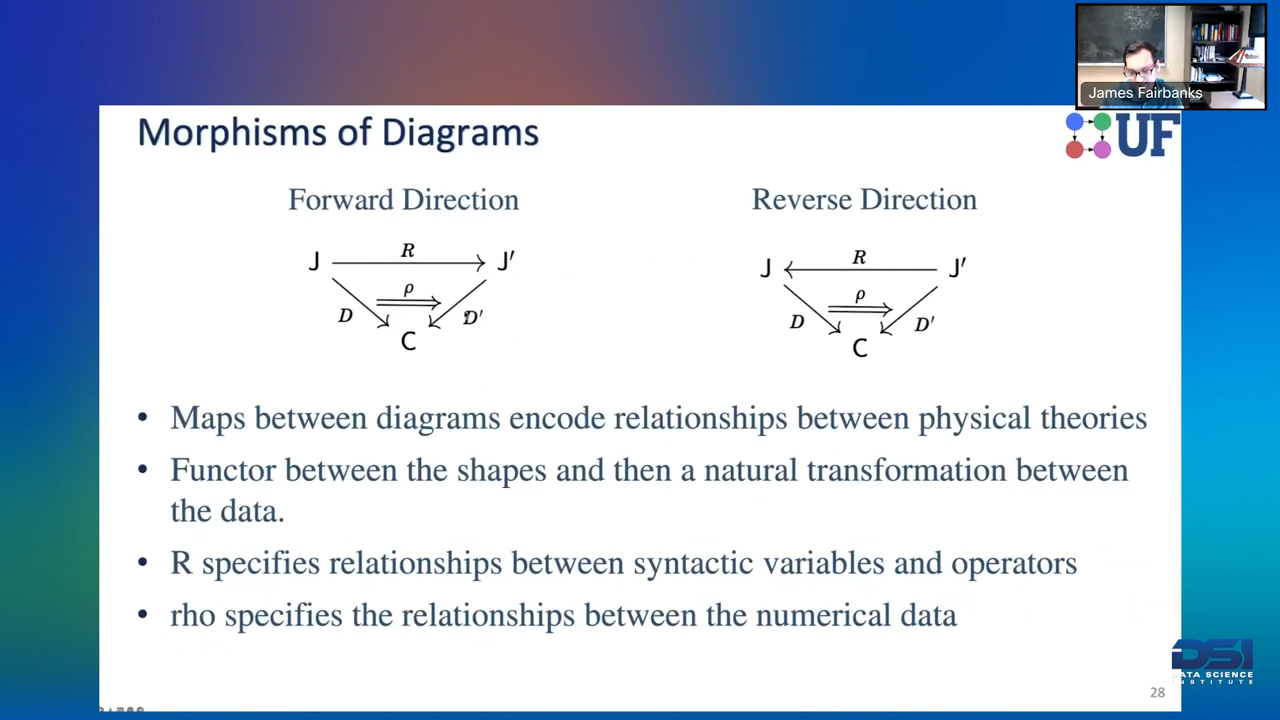 James Fairbanks
Morphisms of Diagrams
UF
Forward Direction
J R J′
ρ
D D′
C
Reverse Direction
J R J′
ρ
D D′
C
• Maps between diagrams encode relationships between physical theories
• Functor between the shapes and then a natural transformation between
the data.
• R specifies relationships between syntactic variables and operators
• rho specifies the relationships between the numerical data
DSI
DATA SCIENCE
INSTITUTE
28